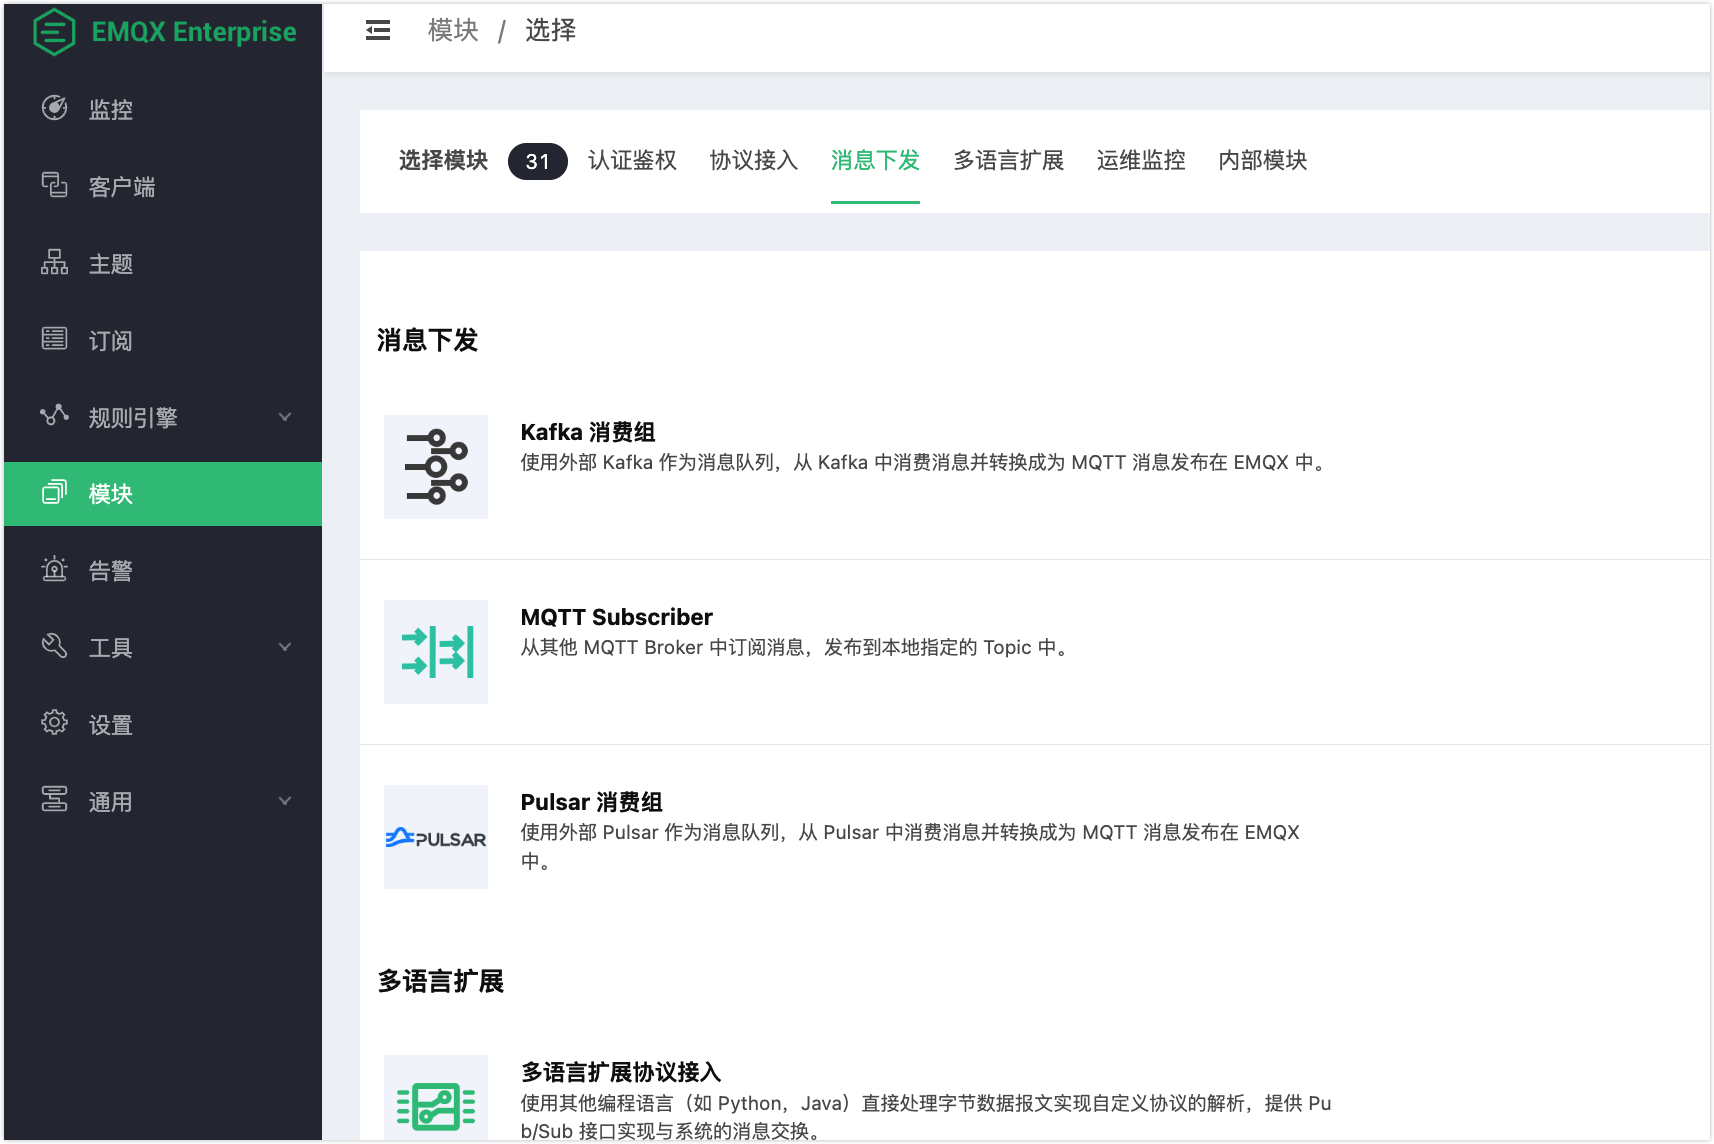 EMQX Enterprise
模块 / 选择
监控
客户端
主题
订阅
规则引擎
模块
告警
工具
设置
通用
选择模块 31 认证鉴权 协议接入 消息下发 多语言扩展 运维监控 内部模块
消息下发
Kafka 消费组
使用外部 Kafka 作为消息队列，从 Kafka 中消费消息并转换成为 MQTT 消息发布在 EMQX 中。
MQTT Subscriber
从其他 MQTT Broker 中订阅消息，发布到本地指定的 Topic 中。
PULSAR
Pulsar 消费组
使用外部 Pulsar 作为消息队列，从 Pulsar 中消费消息并转换成为 MQTT 消息发布在 EMQX
中。
多语言扩展
多语言扩展协议接入
使用其他编程语言（如 Python，Java）直接处理字节数据报文实现自定义协议的解析，提供 Pu
b/Sub 接口实现与系统的消息交换。